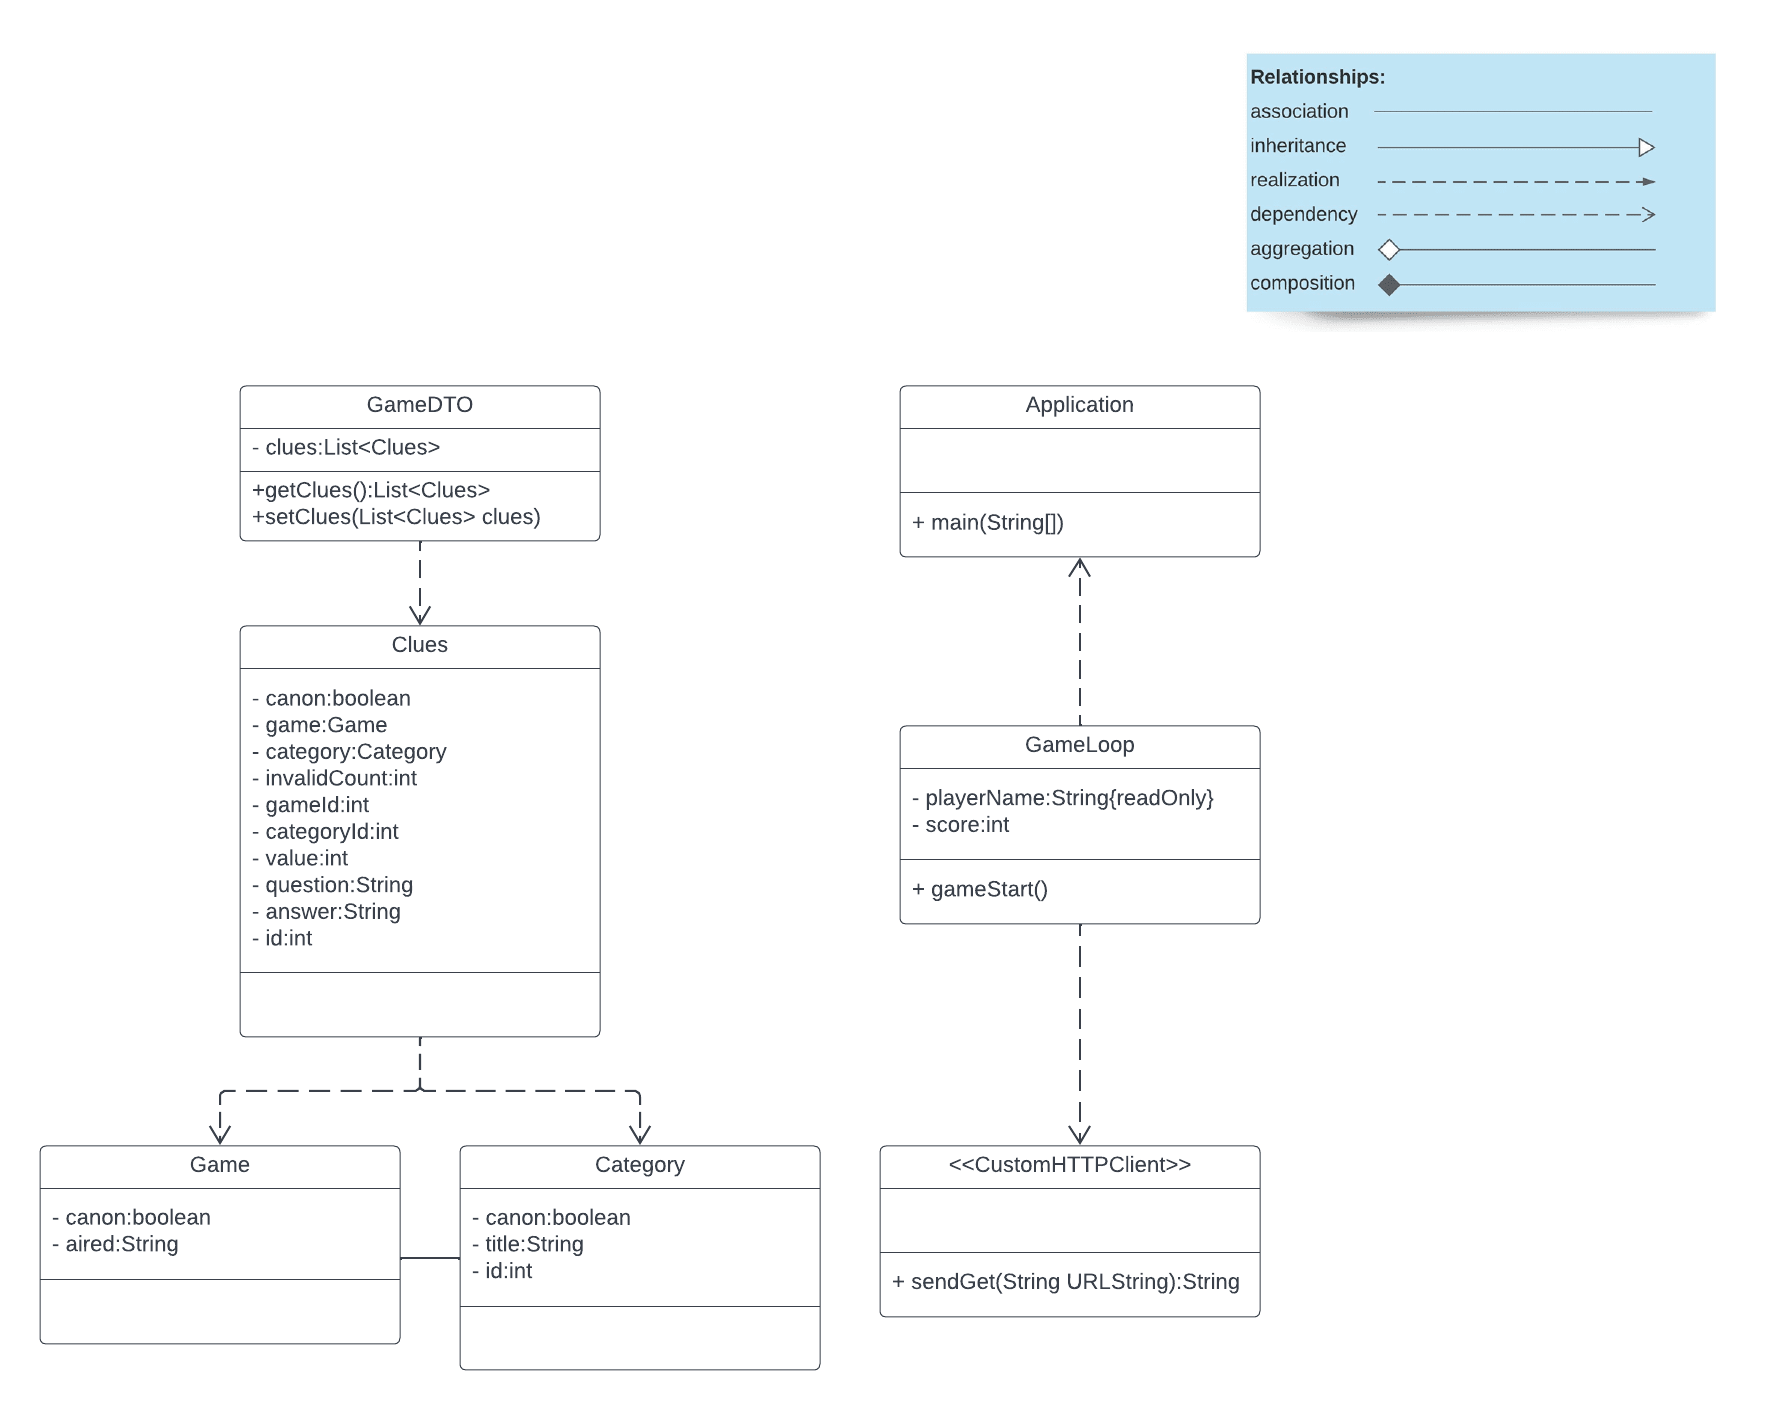 Relationships:
association
inheritance
realization
dependency
aggregation
composition
GameDTO
- clues:List<Clues>
+getClues():List<Clues>
+setClues(List<Clues> clues)
Application
+ main(String[])
Clues
- canon:boolean
- game:Game
- category:Category
- invalidCount:int
- gameId:int
- categoryId:int
- value:int
- question:String
- answer:String
- id:int
GameLoop
- playerName:String{readOnly}
- score:int
+ gameStart()
Game
- canon:boolean
- aired:String
Category
- canon:boolean
- title:String
- id:int
<<CustomHTTPClient>>
+ sendGet(String URLString):String